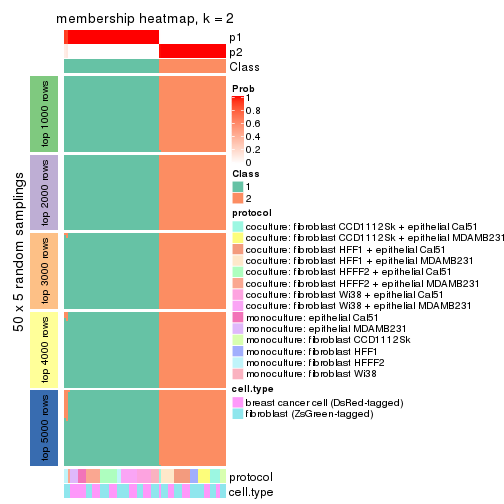 membership heatmap, k = 2
p1
p2
Class
50 x 5 random samplings
top 1000 rows
top 2000 rows
top 3000 rows
top 4000 rows
top 5000 rows
protocol
cell.type
Prob
1
0.8
0.6
0.4
0.2
0
Class
1
2
protocol
coculture: fibroblast CCD1112Sk + epithelial Cal51
coculture: fibroblast CCD1112Sk + epithelial MDAMB231
coculture: fibroblast HFF1 + epithelial Cal51
coculture: fibroblast HFF1 + epithelial MDAMB231
coculture: fibroblast HFFF2 + epithelial Cal51
coculture: fibroblast HFFF2 + epithelial MDAMB231
coculture: fibroblast Wi38 + epithelial Cal51
coculture: fibroblast Wi38 + epithelial MDAMB231
monoculture: epithelial Cal51
monoculture: epithelial MDAMB231
monoculture: fibroblast CCD1112Sk
monoculture: fibroblast HFF1
monoculture: fibroblast HFFF2
monoculture: fibroblast Wi38
cell.type
breast cancer cell (DsRed-tagged)
fibroblast (ZsGreen-tagged)